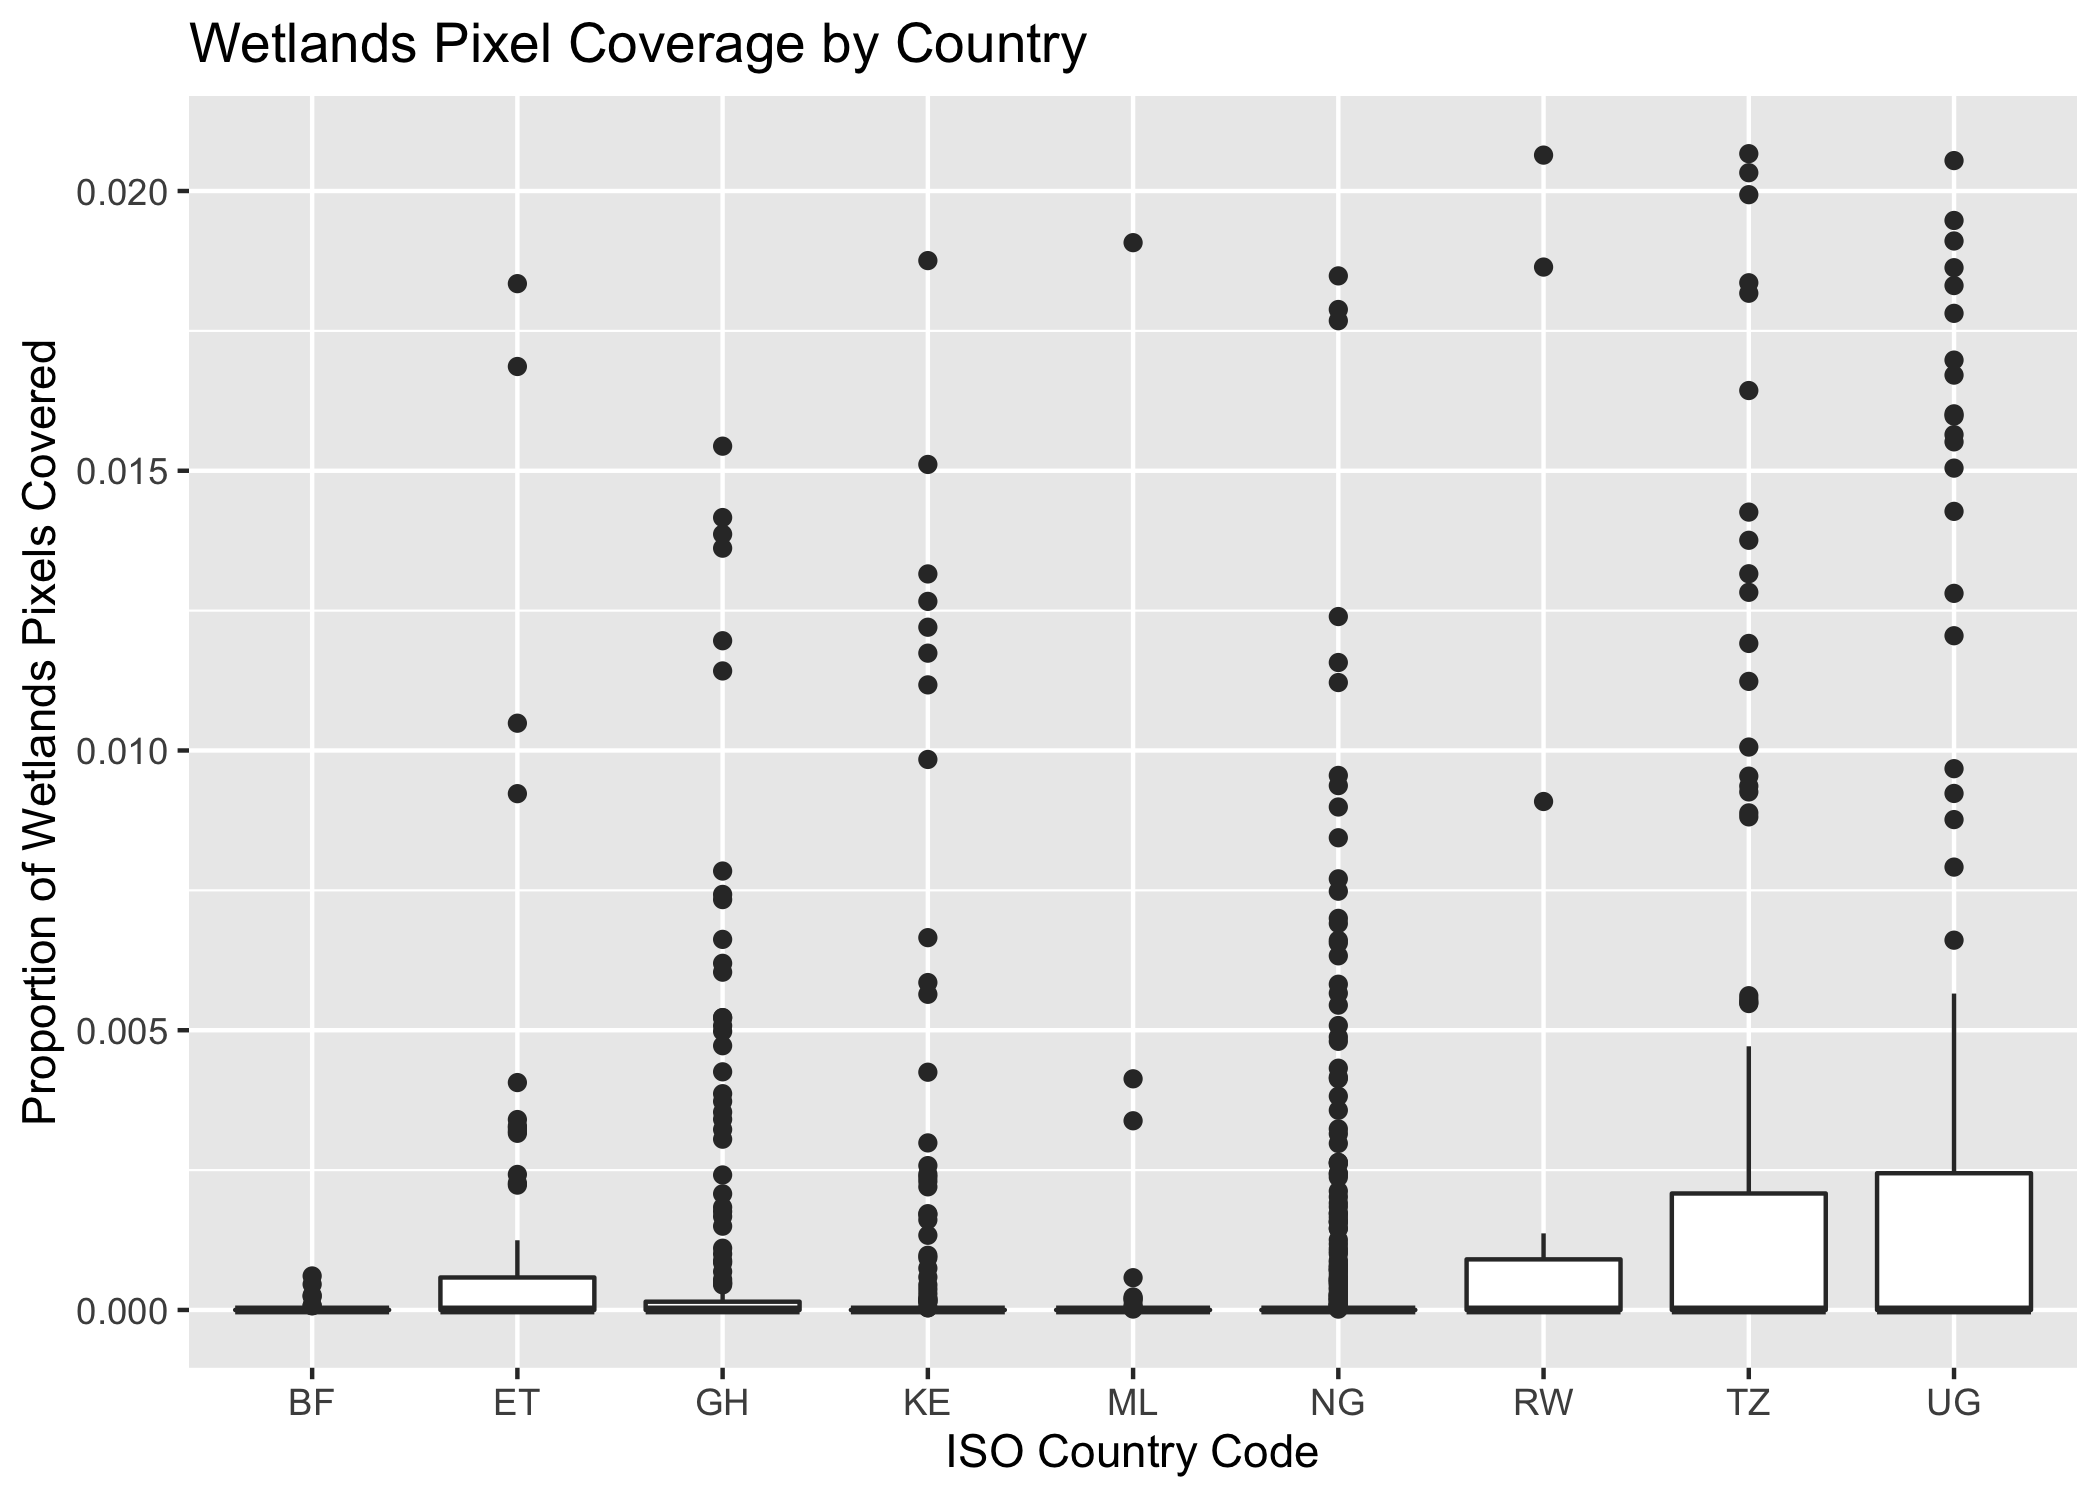 Wetlands Pixel Coverage by Country
Proportion of Wetlands Pixels Covered
0.020
0.015
0.010
0.005
0.000
BF ET GH KE ML NG RW TZ UG
ISO Country Code